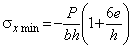 σx min = −P/bh (1 + 6e/h)